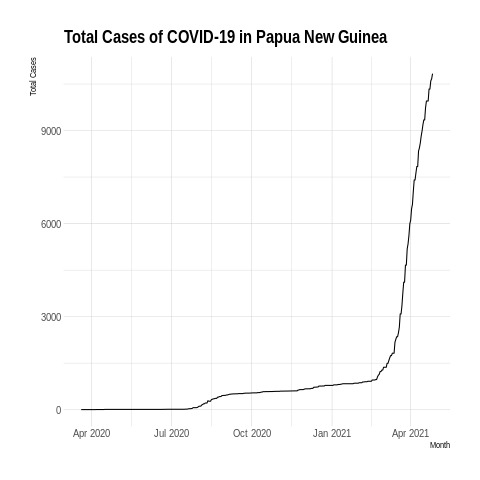 Total Cases of COVID-19 in Papua New Guinea
Total Cases
9000
6000
3000
0
Apr 2020 Jul 2020 Oct 2020 Jan 2021 Apr 2021
Month